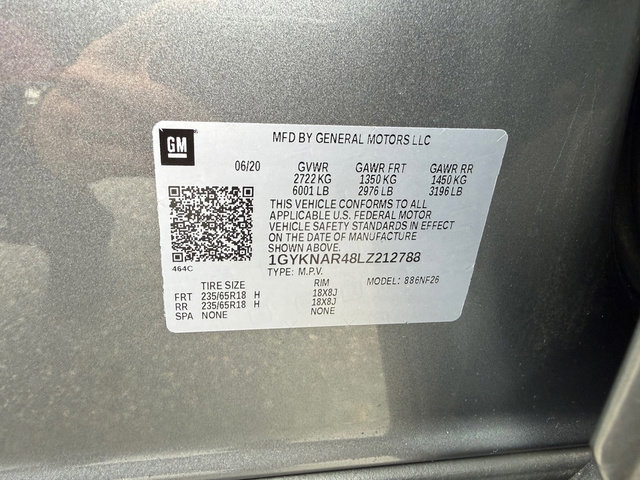 GM
MFD BY GENERAL MOTORS LLC
06/20 GVWR GAWR FRT GAWR RR
2722 KG 1350 KG 1450 KG
6001 LB 2976 LB 3196 LB
THIS VEHICLE CONFORMS TO ALL
APPLICABLE U.S. FEDERAL MOTOR
VEHICLE SAFETY STANDARDS IN EFFECT
ON THE DATE OF MANUFACTURE
SHOWN ABOVE.
1GYKNAR48LZ212788
464C
TYPE: M.P.V. MODEL: 886NF26
TIRE SIZE RIM
FRT 235/65R18 H 18X8J
RR 235/65R18 H 18X8J
SPA NONE NONE